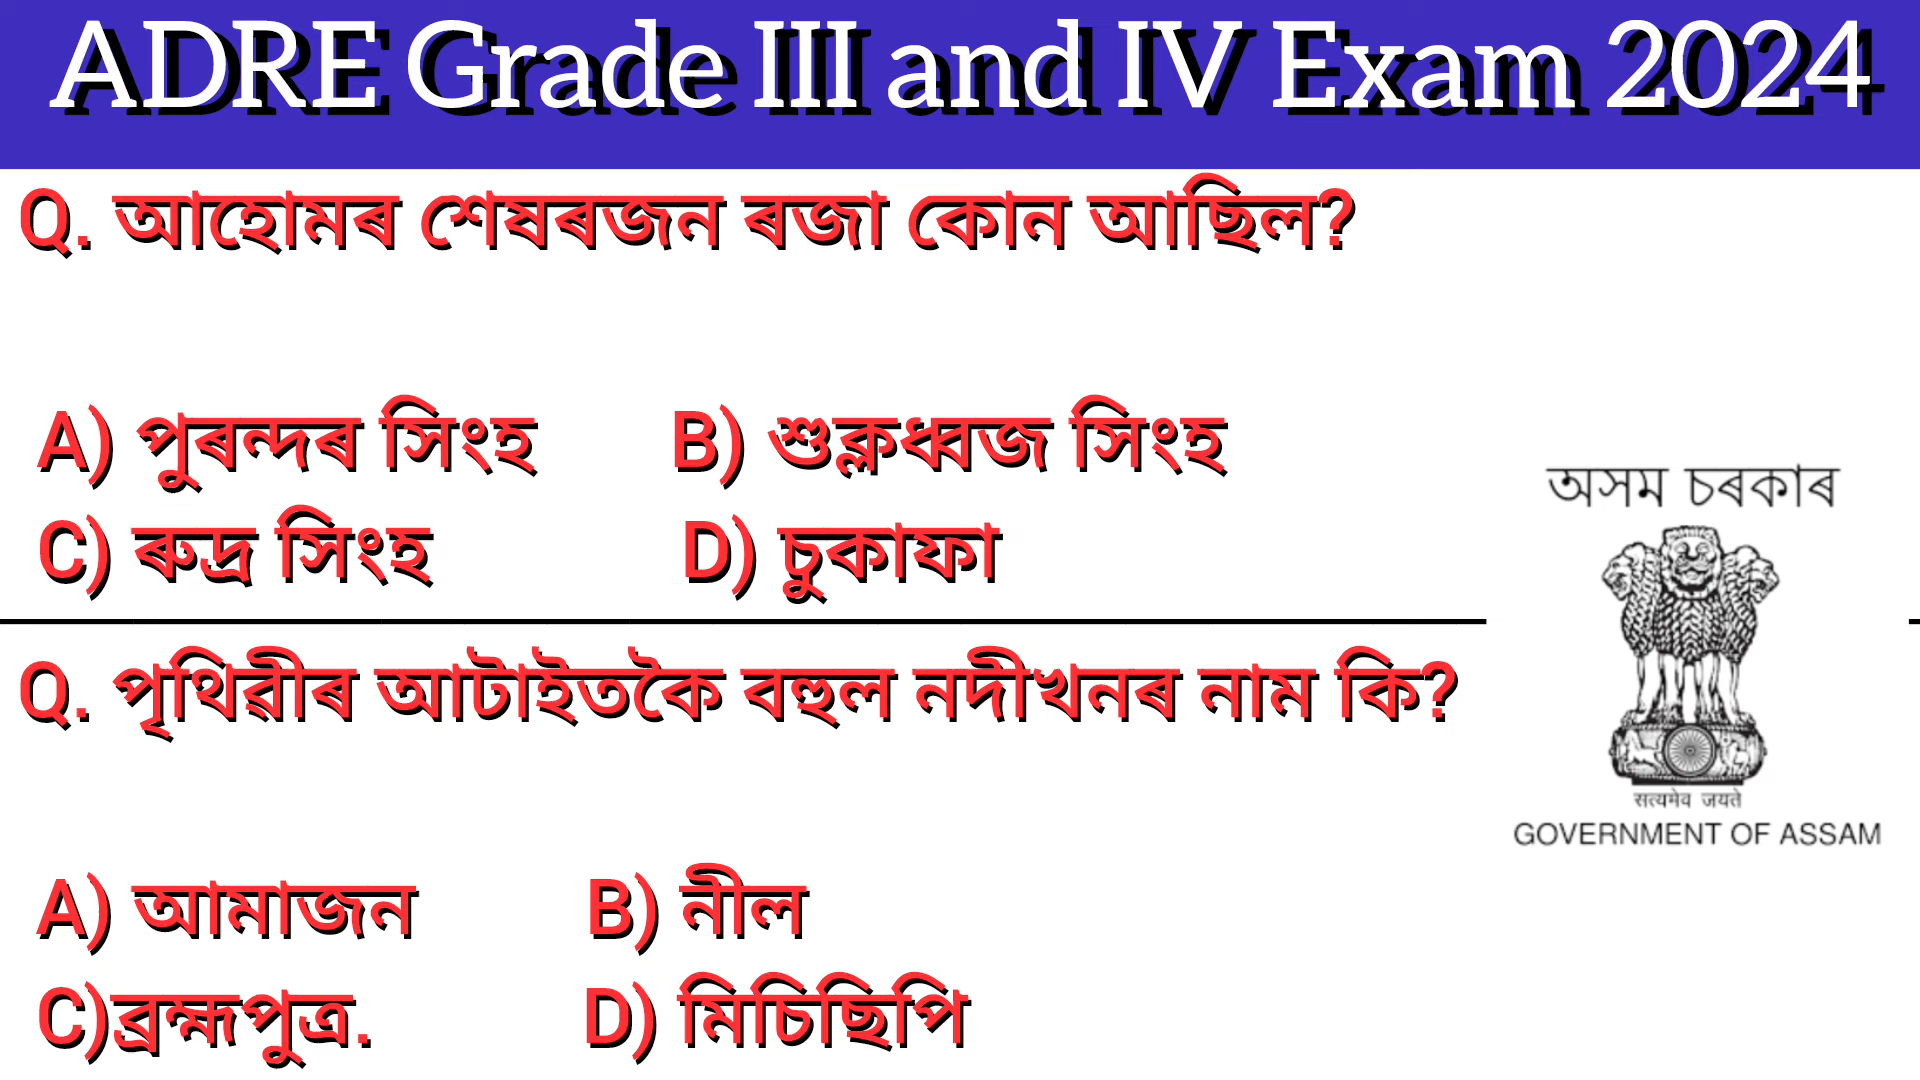 ADRE Grade III and IV Exam 2024
Q. আহোমৰ শেষৰজন ৰজা কোন আছিল?
A) পুৰন্দৰ সিংহ B) শুক্লধ্বজ সিংহ
C) ৰুদ্ৰ সিংহ D) চুকাফা
অসম চৰকাৰ
Q. পৃথিৱীৰ আটাইতকৈ বহুল নদীখনৰ নাম কি?
सत्यमेव जयते
GOVERNMENT OF ASSAM
A) আমাজন B) নীল
C)ব্ৰহ্মপুত্ৰ. D) মিচিছিপি